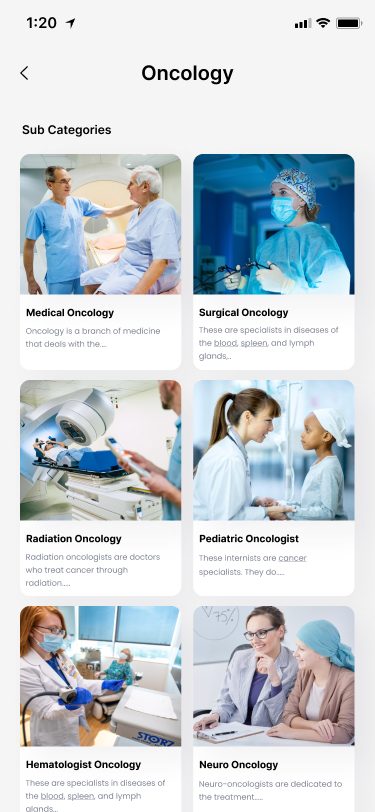 1:20
Oncology
Sub Categories
Medical Oncology
Oncology is a branch of medicine
that deals with the...
Surgical Oncology
These are specialists in diseases of
the blood, spleen, and lymph
glands,..
Radiation Oncology
Radiation oncologists are doctors
who treat cancer through
radiation....
Pediatric Oncologist
These internists are cancer
specialists. They do....
75%
STORZ
Hematologist Oncology
These are specialists in diseases of
the blood, spleen, and lymph
glands...
Neuro Oncology
Neuro-oncologists are dedicated to
the treatment.....